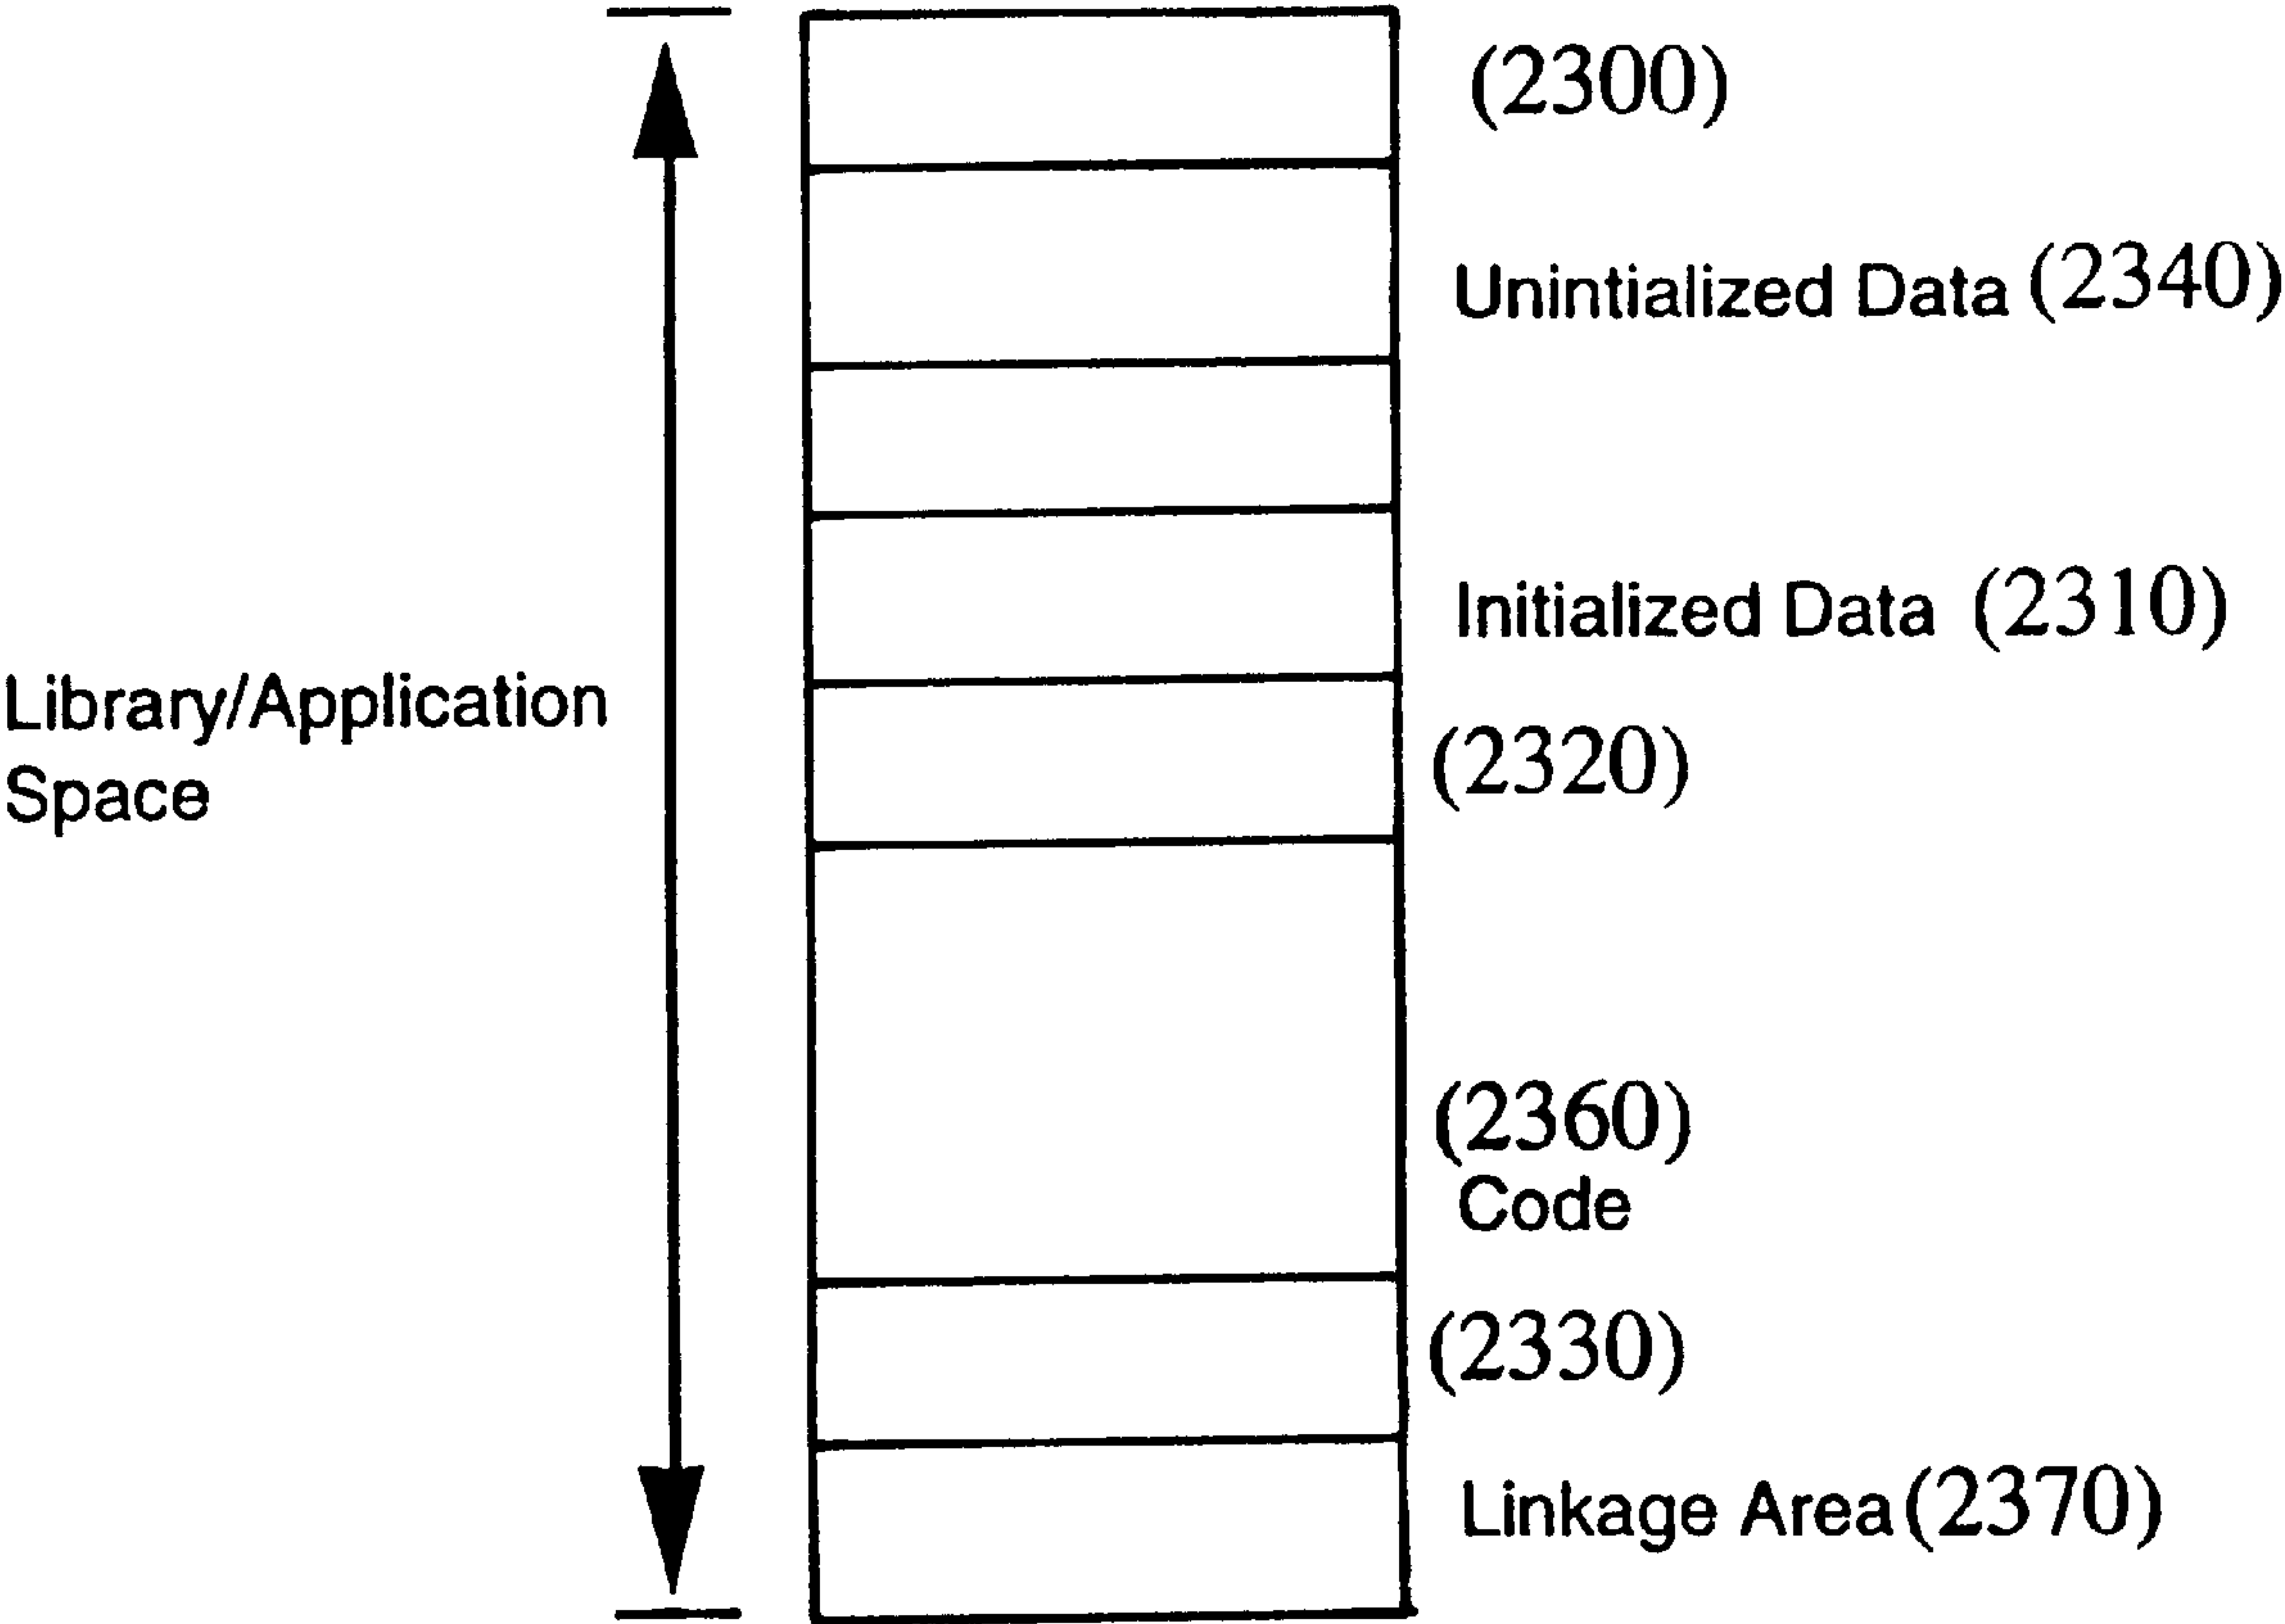 (2300)
Unintialized Data (2340)
Initialized Data (2310)
Library/Application
Space
(2320)
(2360)
Code
(2330)
Linkage Area (2370)